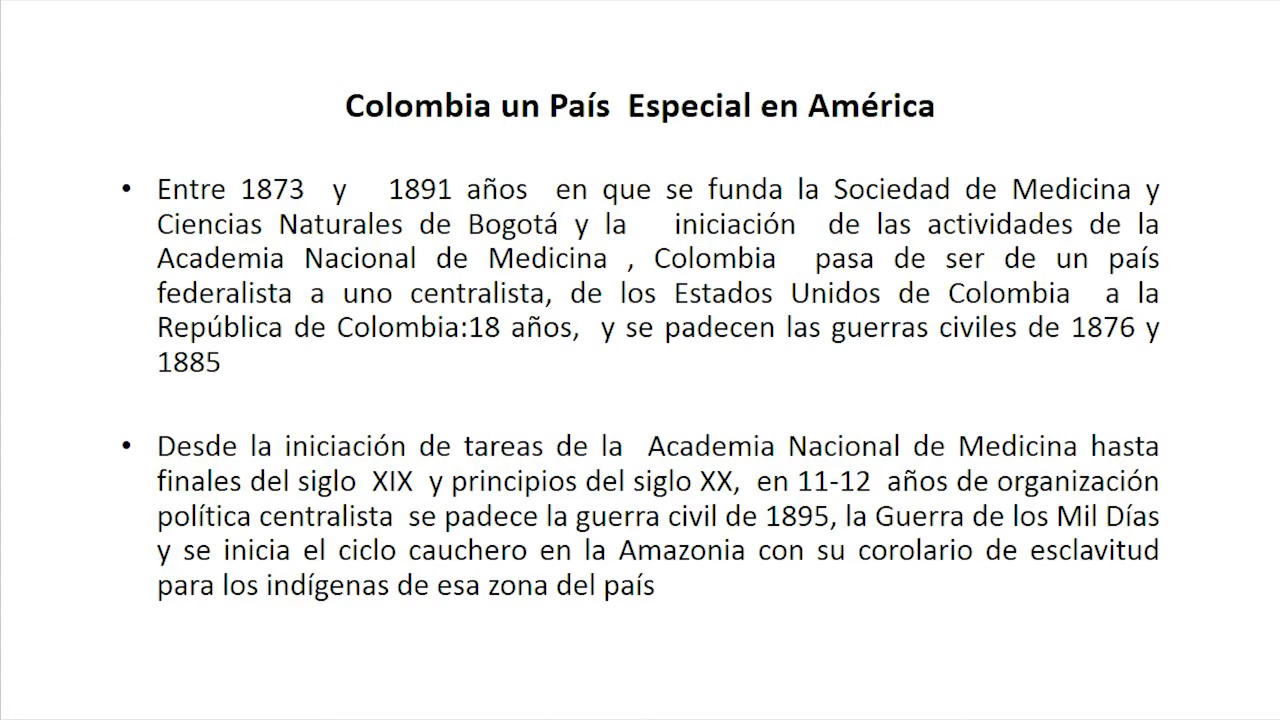 Colombia un País Especial en América
• Entre 1873 y 1891 años en que se funda la Sociedad de Medicina y
Ciencias Naturales de Bogotá y la iniciación de las actividades de la
Academia Nacional de Medicina , Colombia pasa de ser de un país
federalista a uno centralista, de los Estados Unidos de Colombia a la
República de Colombia:18 años, y se padecen las guerras civiles de 1876 y
1885
• Desde la iniciación de tareas de la Academia Nacional de Medicina hasta
finales del siglo XIX y principios del siglo XX, en 11-12 años de organización
política centralista se padece la guerra civil de 1895, la Guerra de los Mil Días
y se inicia el ciclo cauchero en la Amazonia con su corolario de esclavitud
para los indígenas de esa zona del país